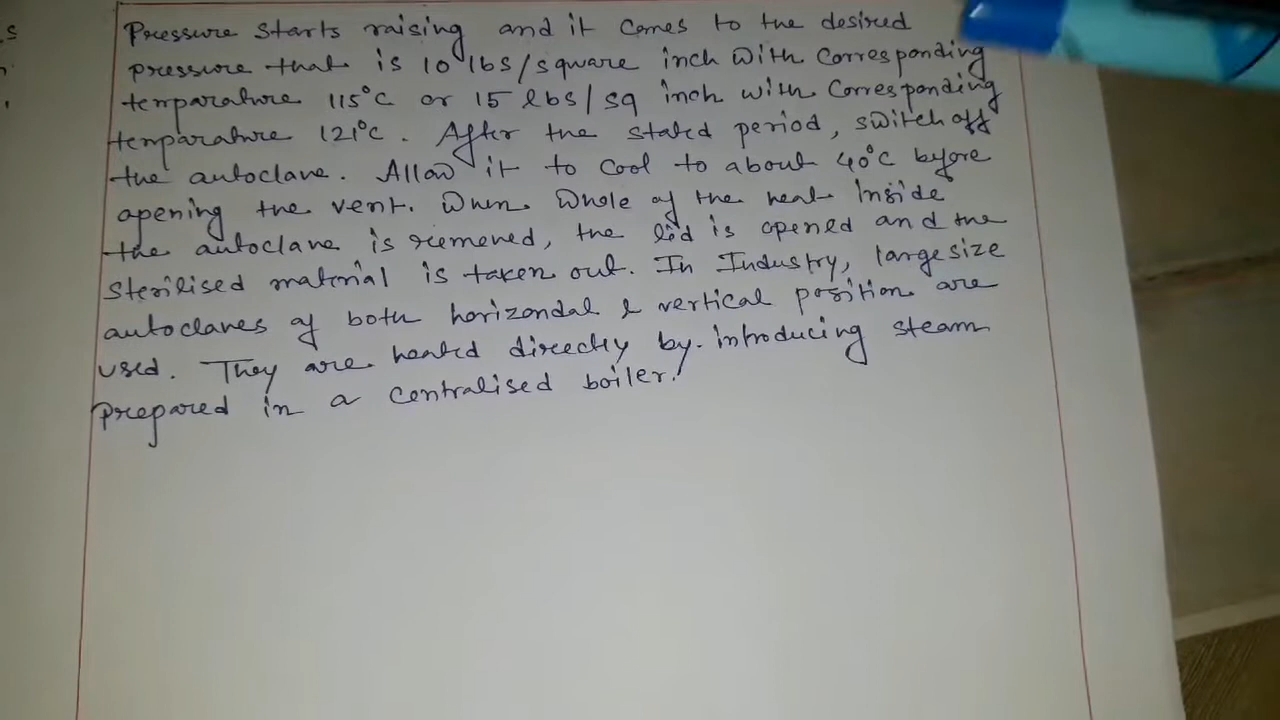 s
Pressure starts raising and it comes to the desired
pressure that is 10 lbs/square inch with corresponding
temparature 115°C or 15 lbs/sq inch with corresponding
temparature 121°C. After the stated period, switch off
the autoclave. Allow it to cool to about 40°C before
opening the vent. When whole of the heat inside
the autoclave is removed, the lid is opened and the
sterilised material is taken out. In Industry, large size
autoclaves of both horizondal & vertical position are
used. They are heated directly by introducing steam
prepared in a centralised boiler.